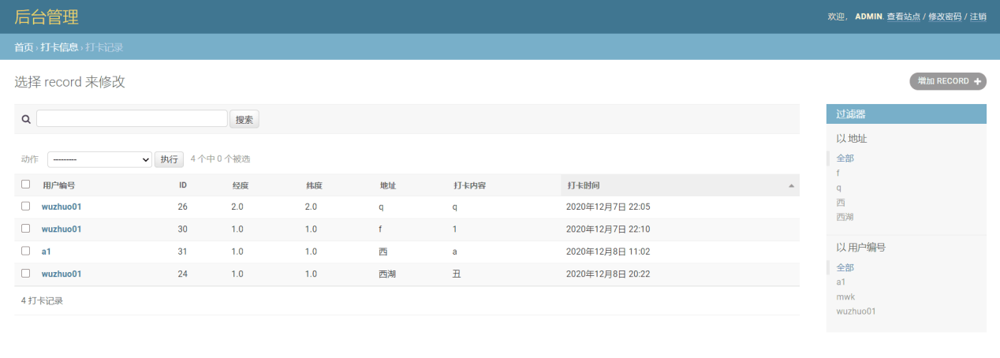 后台管理
欢迎， ADMIN. 查看站点 / 修改密码 / 注销
首页 › 打卡信息 › 打卡记录
选择 record 来修改
增加 RECORD
搜索
动作 --------- 执行 4 个中 0 个被选
用户编号 ID 经度 纬度 地址 打卡内容 打卡时间
wuzhuo01 26 2.0 2.0 q q 2020年12月7日 22:05
wuzhuo01 30 1.0 1.0 f 1 2020年12月7日 22:10
a1 31 1.0 1.0 西 a 2020年12月8日 11:02
wuzhuo01 24 1.0 1.0 西湖 丑 2020年12月8日 20:22
4 打卡记录
过滤器
以 地址
全部
f
q
西
西湖
以 用户编号
全部
a1
mwk
wuzhuo01